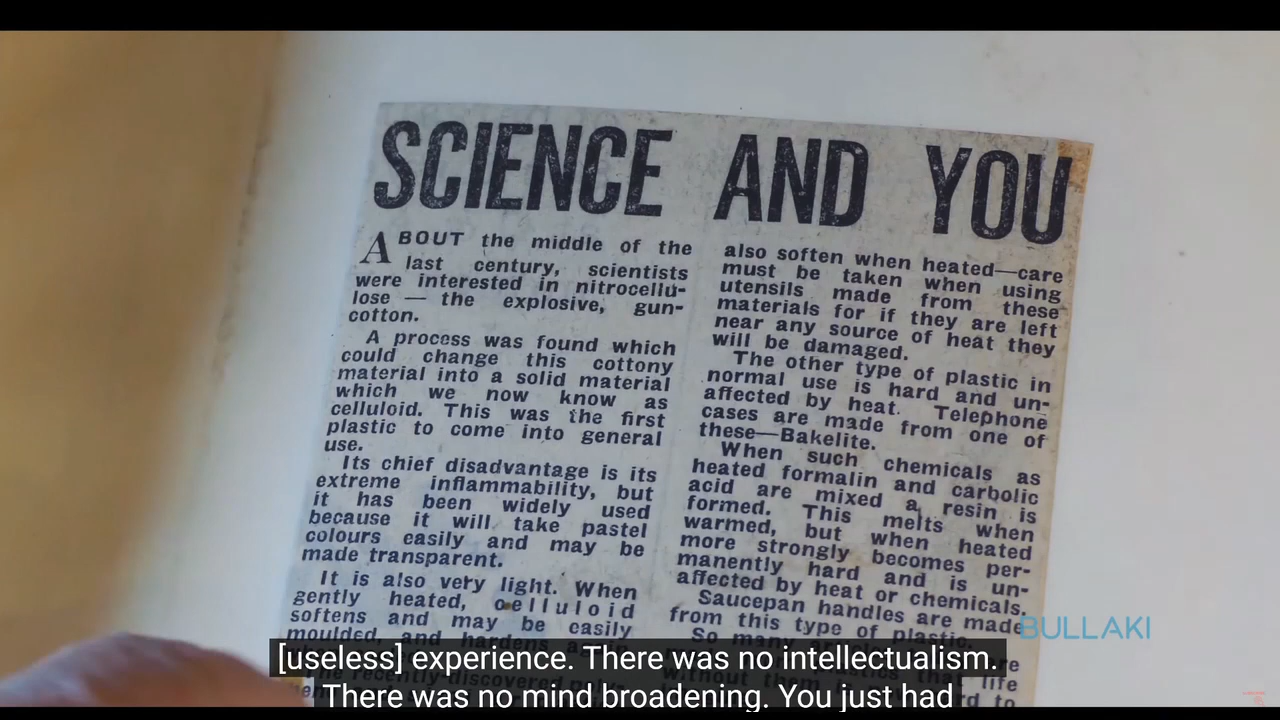 SCIENCE AND YOU
ABOUT the middle of the
last century, scientists
were interested in nitrocellu-
lose — the explosive, gun-
cotton.
A process was found which
could change this cottony
material into a solid material
which we now know as
celluloid. This was the first
plastic to come into general
use.
Its chief disadvantage is its
extreme inflammability, but
it has been widely used
because it will take pastel
colours easily and may be
made transparent.
It is also very light. When
gently heated, celluloid
softens and may be easily
moulded, and hardens again
also soften when heated—care
must be taken when using
utensils made from these
materials for if they are left
near any source of heat they
will be damaged.
The other type of plastic in
normal use is hard and un-
affected by heat. Telephone
cases are made from one of
these—Bakelite.
When such chemicals as
heated formalin and carbolic
acid are mixed a resin is
formed. This melts when
warmed, but when heated
more strongly becomes per-
manently hard and is un-
affected by heat or chemicals.
Saucepan handles are made
from this type of plastic.
So many
life
BULLAKI
[useless] experience. There was no intellectualism.
There was no mind broadening. You just had